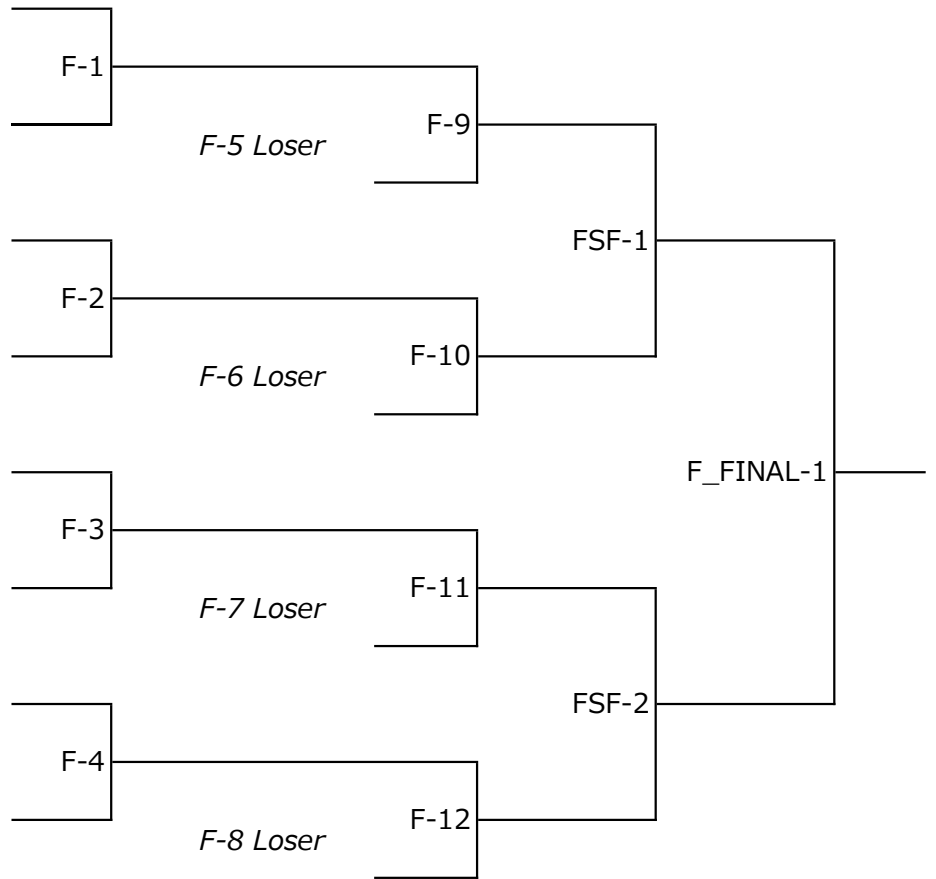 F-1
F-9
F-5 Loser
FSF-1
F-2
F-10
F-6 Loser
F_FINAL-1
F-3
F-11
F-7 Loser
FSF-2
F-4
F-12
F-8 Loser